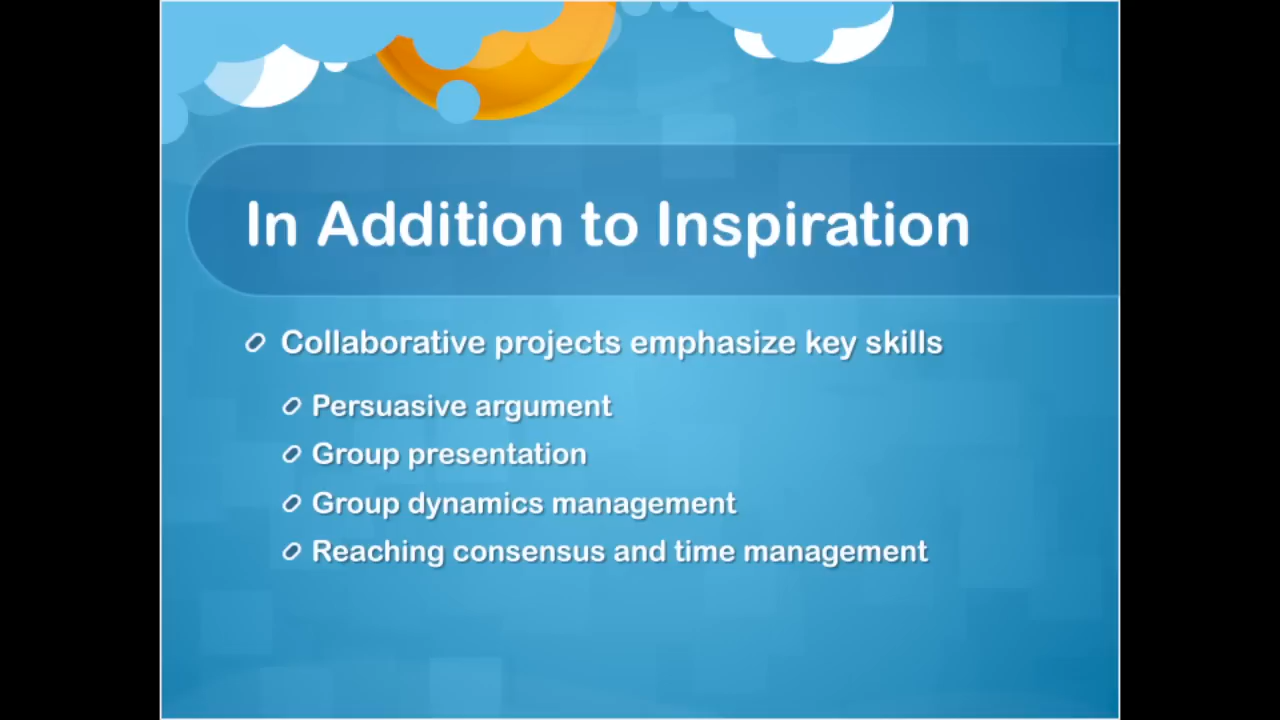 In Addition to Inspiration
Collaborative projects emphasize key skills
Persuasive argument
Group presentation
Group dynamics management
Reaching consensus and time management